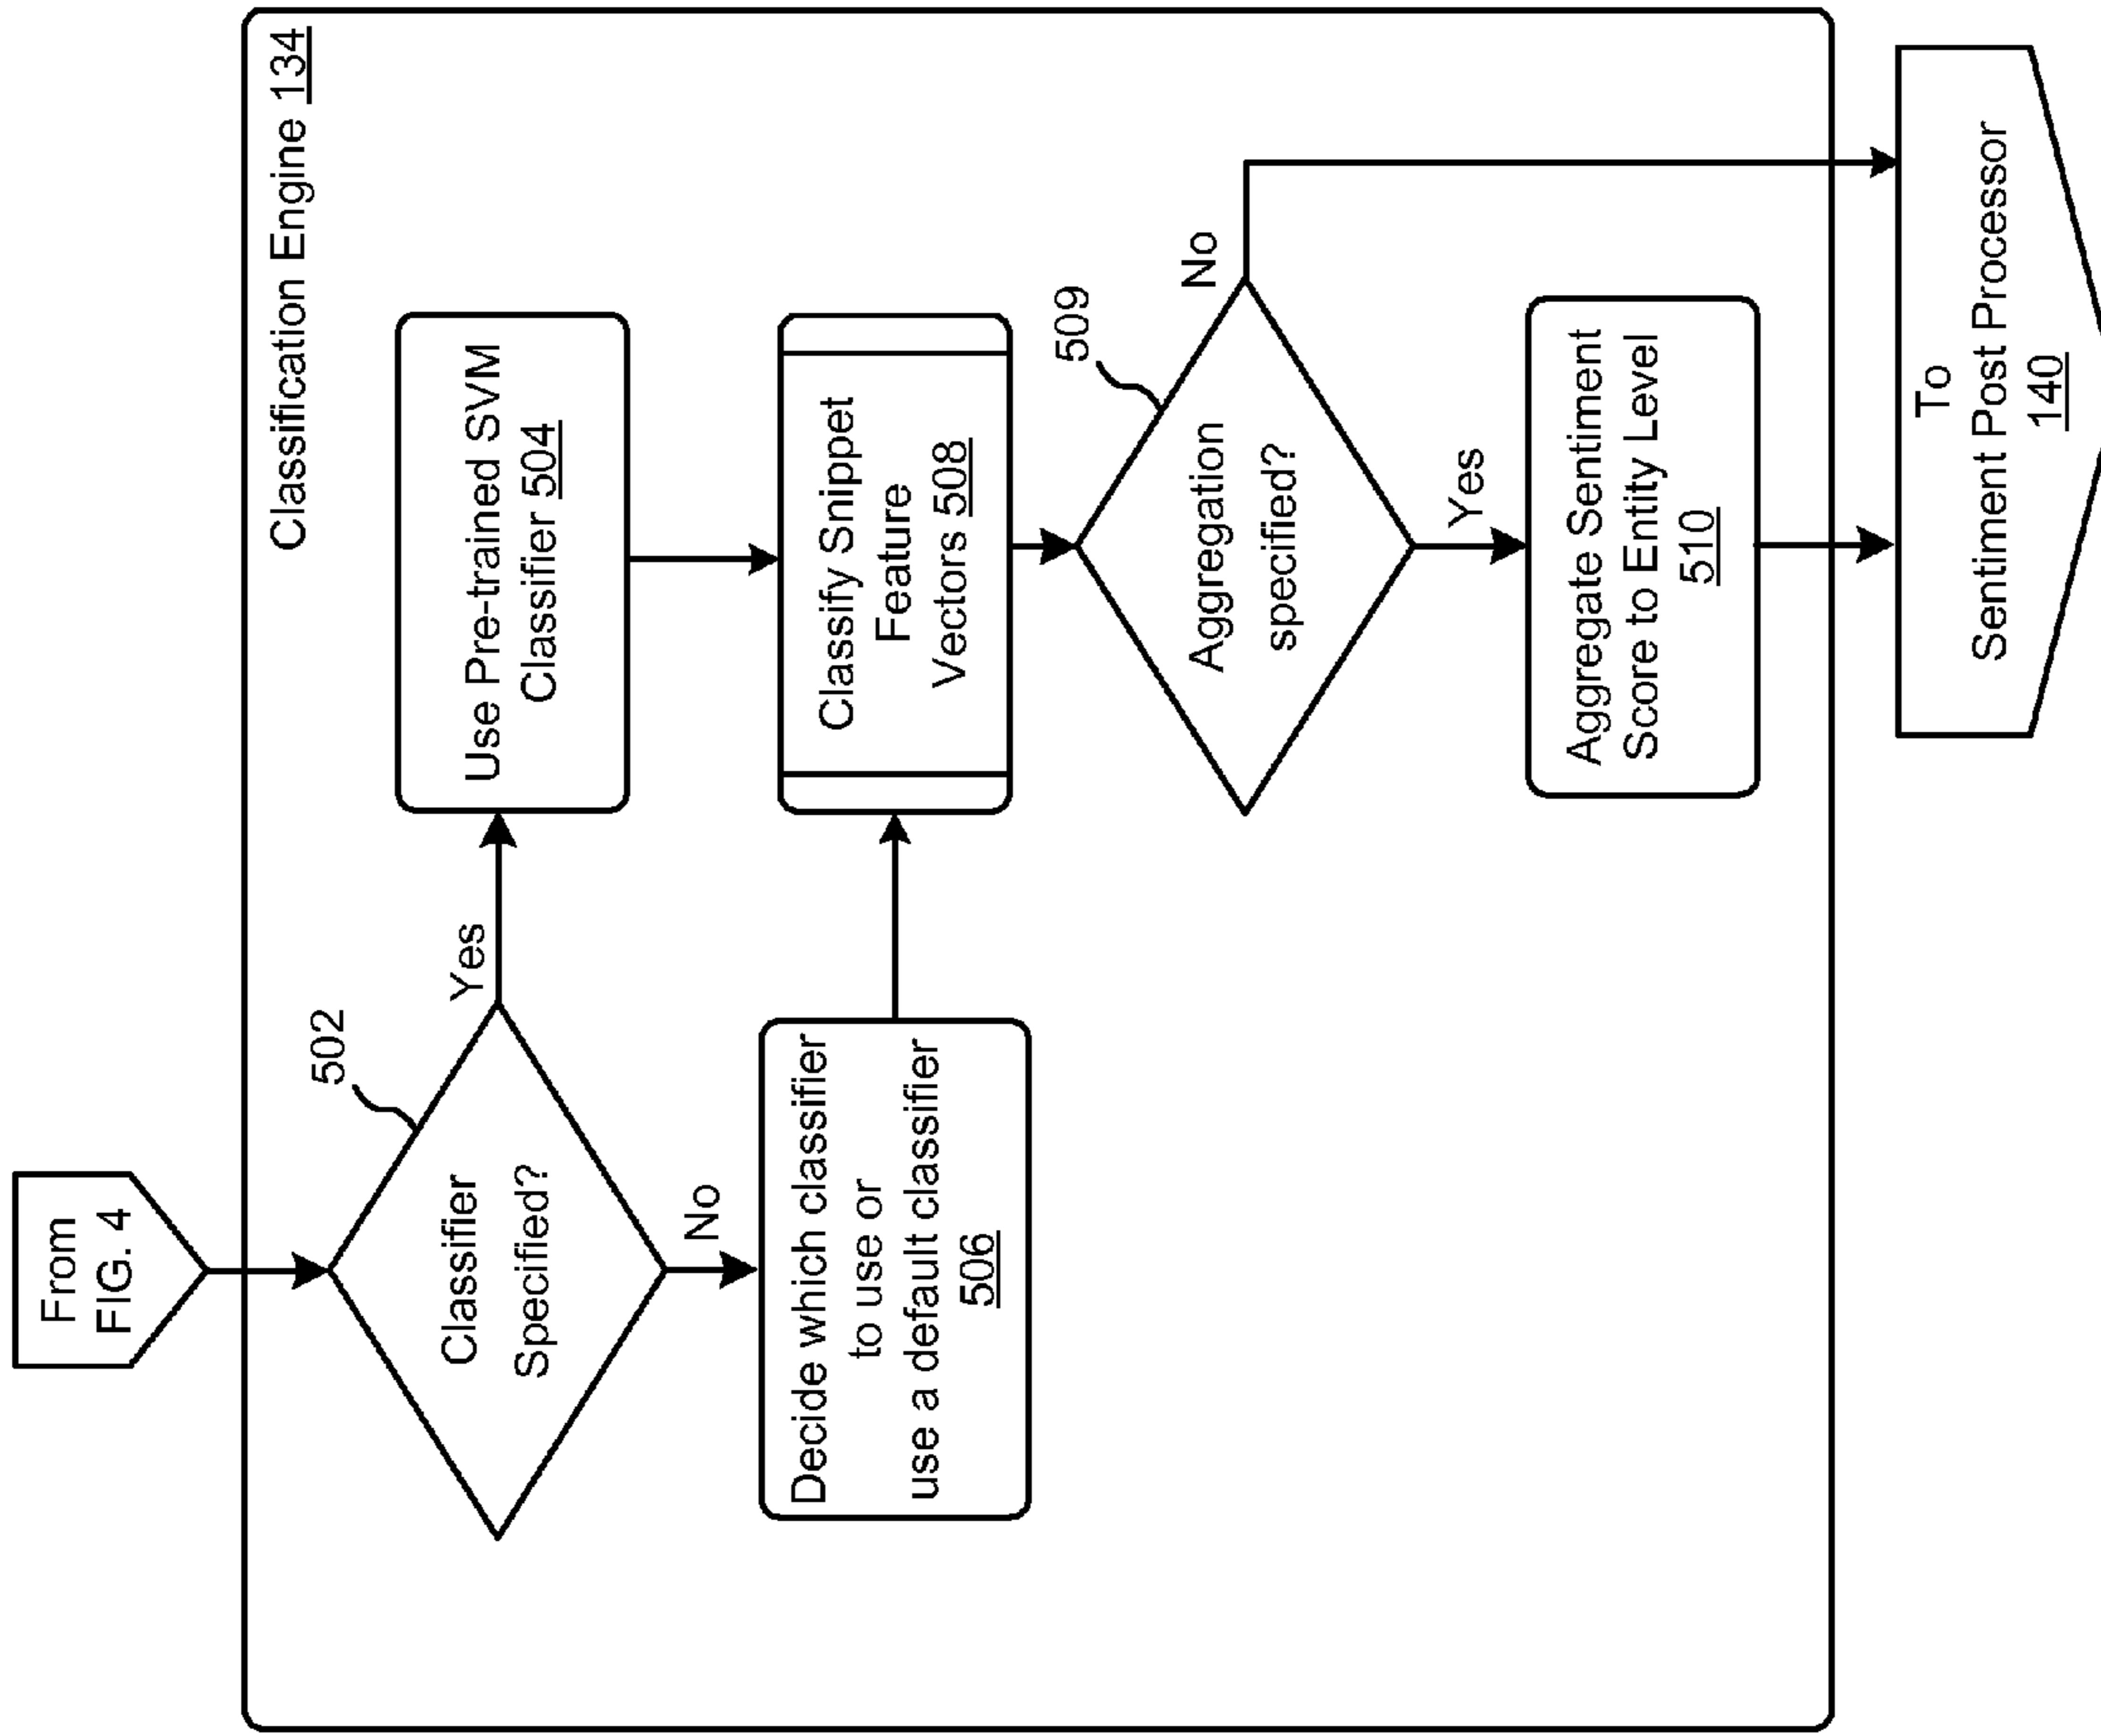 From
FIG. 4
Classification Engine 134
502
Classifier
Specified?
Yes
Use Pre-trained SVM
Classifier 504
No
Decide which classifier
to use or
use a default classifier
506
Classify Snippet
Feature
Vectors 508
509
Aggregation
specified?
No
Yes
Aggregate Sentiment
Score to Entity Level
510
To
Sentiment Post Processor
140